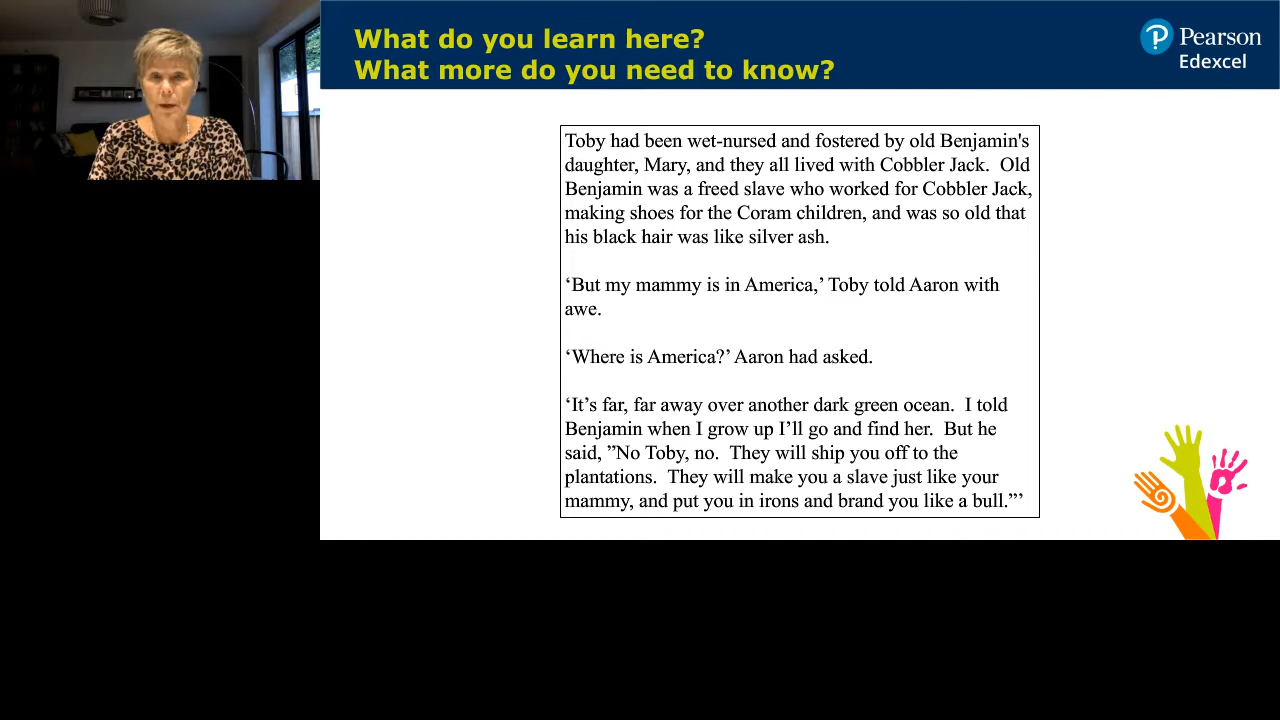 What do you learn here?
What more do you need to know?
Pearson
Edexcel
Toby had been wet-nursed and fostered by old Benjamin's
daughter, Mary, and they all lived with Cobbler Jack.  Old
Benjamin was a freed slave who worked for Cobbler Jack,
making shoes for the Coram children, and was so old that
his black hair was like silver ash.
‘But my mammy is in America,’ Toby told Aaron with
awe.
‘Where is America?’ Aaron had asked.
‘It’s far, far away over another dark green ocean.  I told
Benjamin when I grow up I’ll go and find her.  But he
said, ”No Toby, no.  They will ship you off to the
plantations.  They will make you a slave just like your
mammy, and put you in irons and brand you like a bull.”’